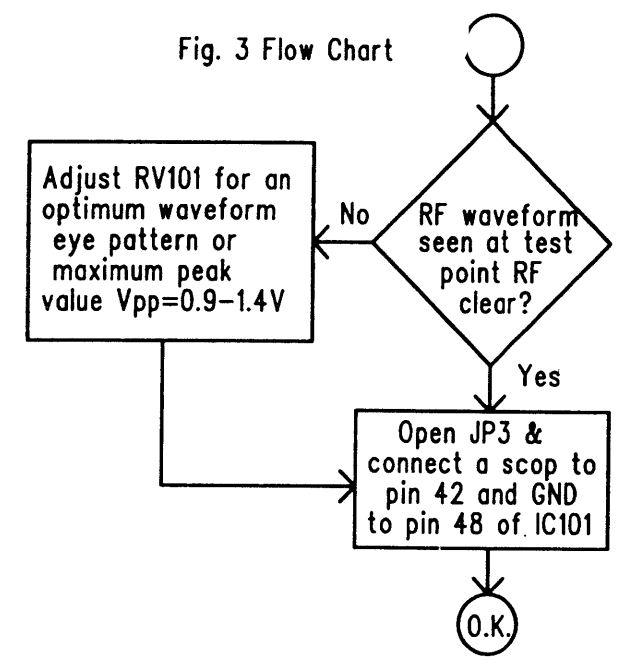 Fig. 3 Flow Chart
RF waveform
seen at test
point RF
clear?
No
Adjust RV101 for an
optimum waveform
eye pattern or
maximum peak
value Vpp=0.9-1.4V
Yes
Open JP3 &
connect a scop to
pin 42 and GND
to pin 48 of IC101
O.K.